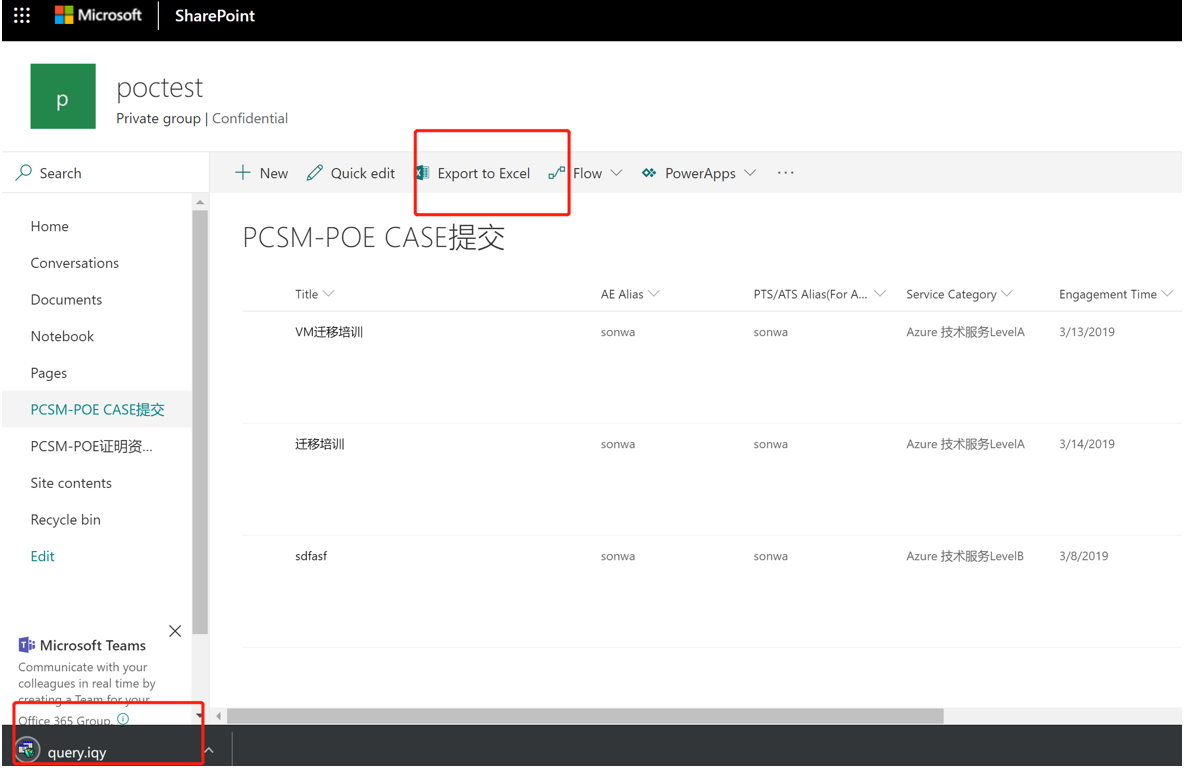 Microsoft SharePoint
p
poctest
Private group | Confidential
Search
New Quick edit Export to Excel Flow PowerApps ...
Home
Conversations
Documents
Notebook
Pages
PCSM-POE CASE提交
PCSM-POE证明资...
Site contents
Recycle bin
Edit
PCSM-POE CASE提交
Title AE Alias PTS/ATS Alias(For A... Service Category Engagement Time
VM迁移培训 sonwa sonwa Azure 技术服务LevelA 3/13/2019
迁移培训 sonwa sonwa Azure 技术服务LevelA 3/14/2019
sdfasf sonwa sonwa Azure 技术服务LevelB 3/8/2019
Microsoft Teams
Communicate with your
colleagues in real time by
creating a Team for your
Office 365 Group.
query.iqy